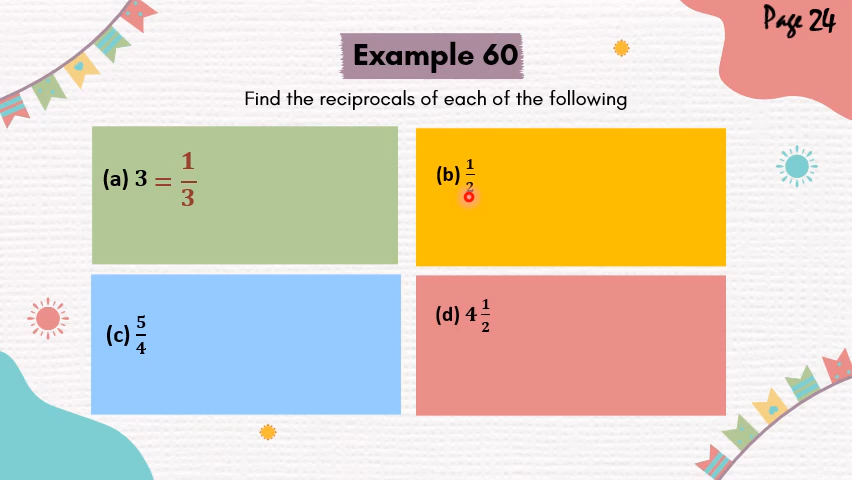 Page 24
Example 60
Find the reciprocals of each of the following
(a) 3 = 1/3
(b) 1/2
(c) 5/4
(d) 4 1/2